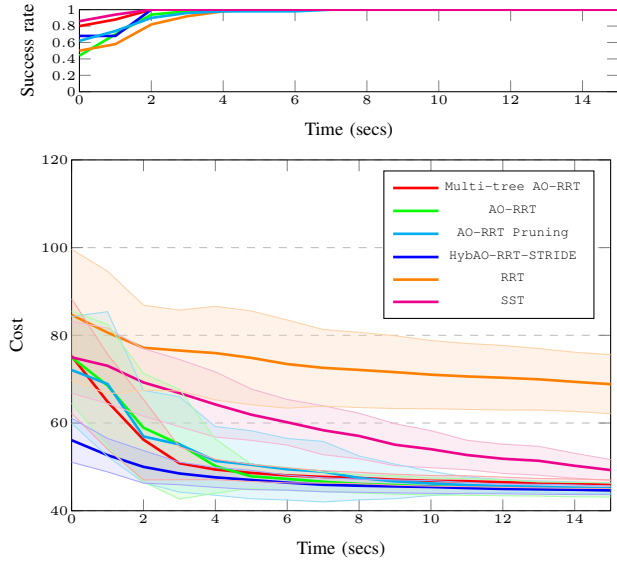 Success rate
1
0.8
0.6
0.4
0.2
0
0 2 4 6 8 10 12 14
Time (secs)
Cost
120
100
80
60
40
Multi-tree AO-RRT
AO-RRT
AO-RRT Pruning
HybAO-RRT-STRIDE
RRT
SST
0 2 4 6 8 10 12 14
Time (secs)